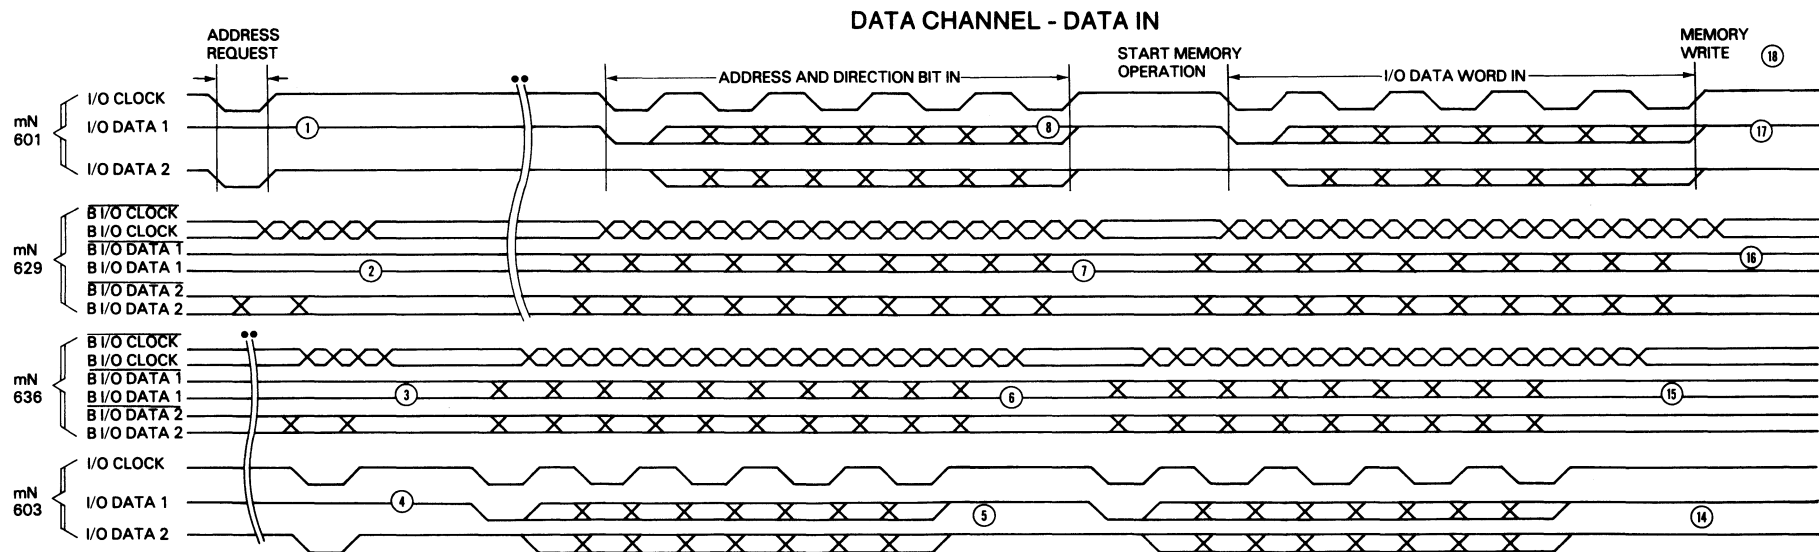 DATA CHANNEL - DATA IN
ADDRESS
REQUEST
ADDRESS AND DIRECTION BIT IN
START MEMORY
OPERATION
I/O DATA WORD IN
MEMORY
WRITE
18
mN
601
I/O CLOCK
I/O DATA 1
I/O DATA 2
1
8
17
mN
629
B I/O CLOCK
B I/O CLOCK
B I/O DATA 1
B I/O DATA 1
B I/O DATA 2
B I/O DATA 2
2
7
16
mN
636
B I/O CLOCK
B I/O CLOCK
B I/O DATA 1
B I/O DATA 1
B I/O DATA 2
B I/O DATA 2
3
6
15
mN
603
I/O CLOCK
I/O DATA 1
I/O DATA 2
4
5
14